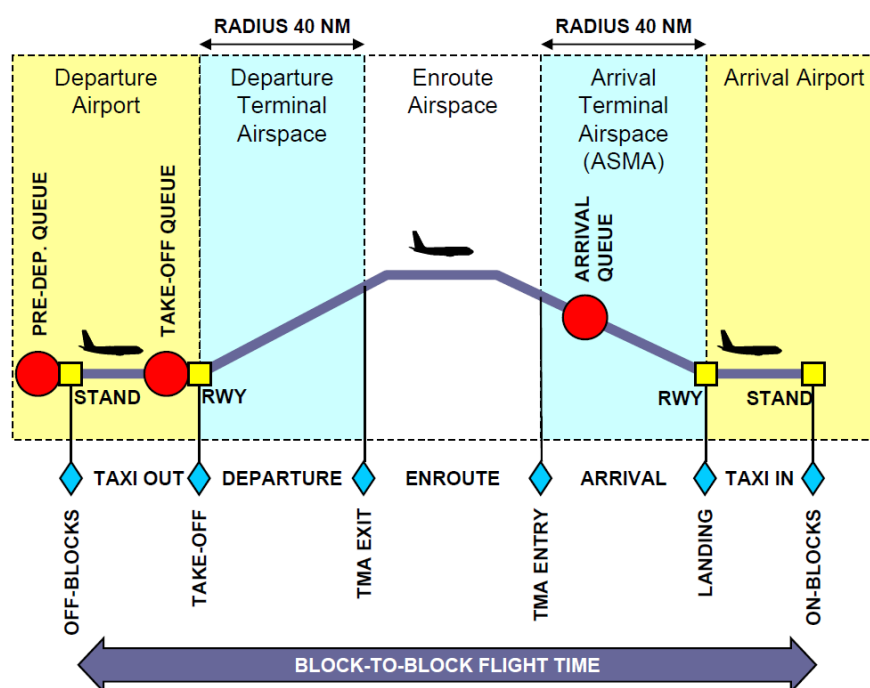 RADIUS 40 NM
RADIUS 40 NM
Departure
Airport
Departure
Terminal
Airspace
Enroute
Airspace
Arrival
Terminal
Airspace
(ASMA)
Arrival Airport
PRE-DEP. QUEUE
TAKE-OFF QUEUE
ARRIVAL
QUEUE
STAND
RWY
RWY
STAND
TAXI OUT
DEPARTURE
ENROUTE
ARRIVAL
TAXI IN
OFF-BLOCKS
TAKE-OFF
TMA EXIT
TMA ENTRY
LANDING
ON-BLOCKS
BLOCK-TO-BLOCK FLIGHT TIME